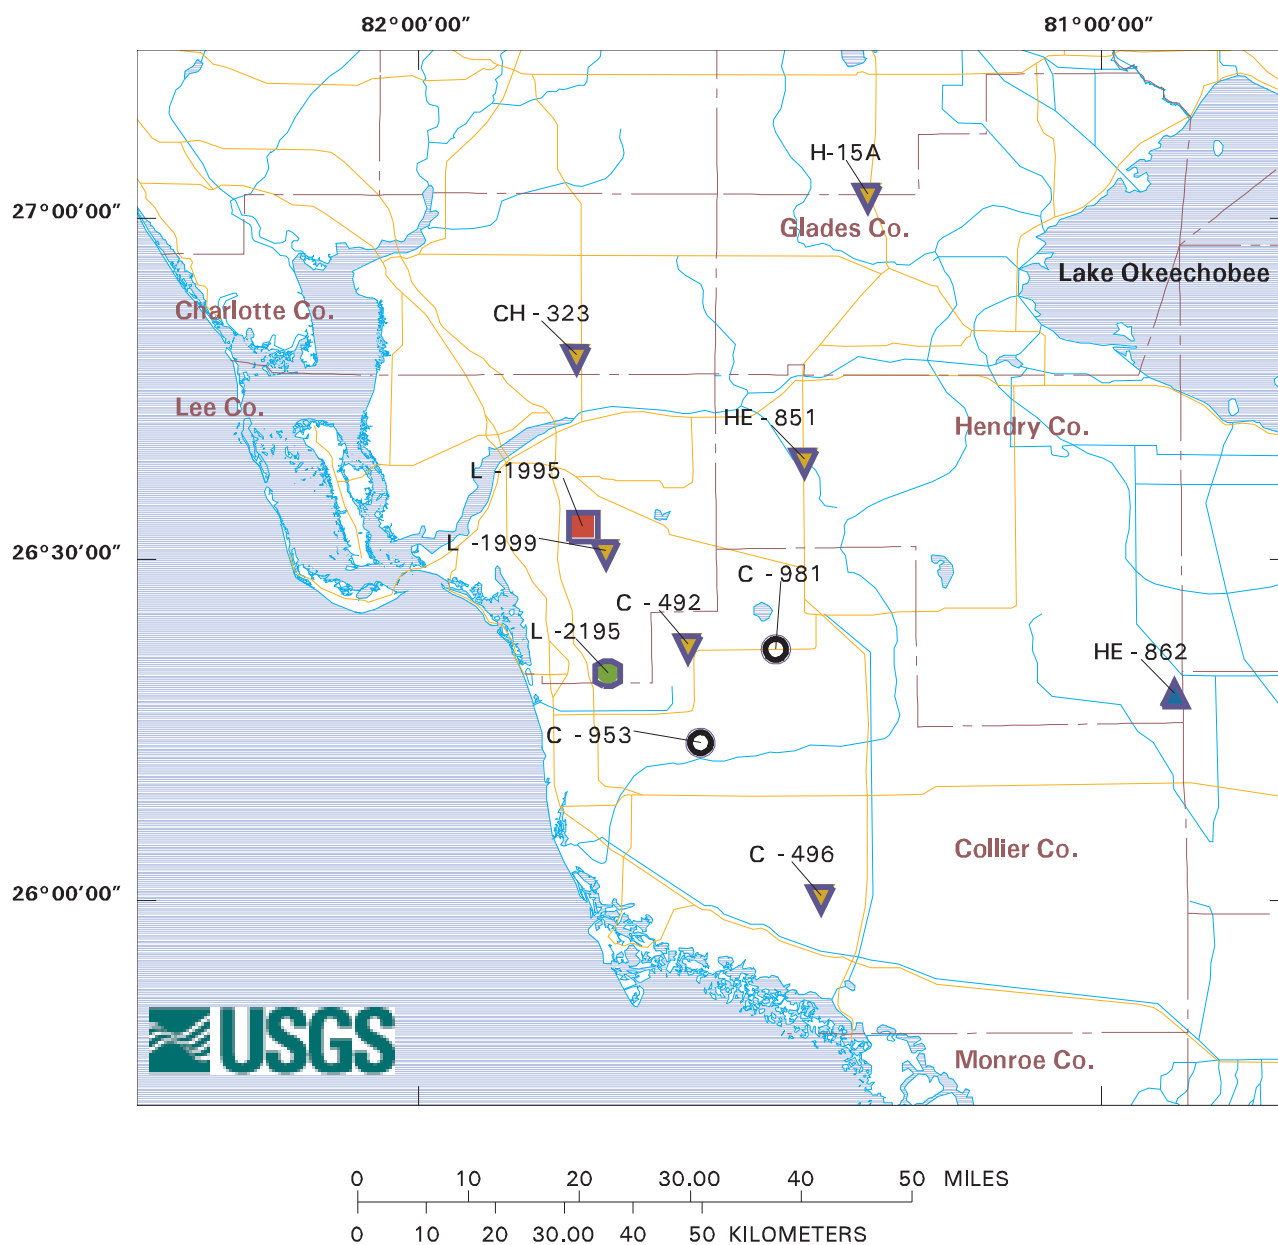 82°00'00" 81°00'00"
H-15A
27°00'00"
Glades Co.
Lake Okeechobee
Charlotte Co.
CH - 323
Lee Co.
HE - 851
Hendry Co.
L -1995
L -1999
26°30'00"
C - 981
C - 492
L -2195
HE - 862
C - 953
Collier Co.
C - 496
26°00'00"
USGS
Monroe Co.
0 10 20 30.00 40 50 MILES
0 10 20 30.00 40 50 KILOMETERS